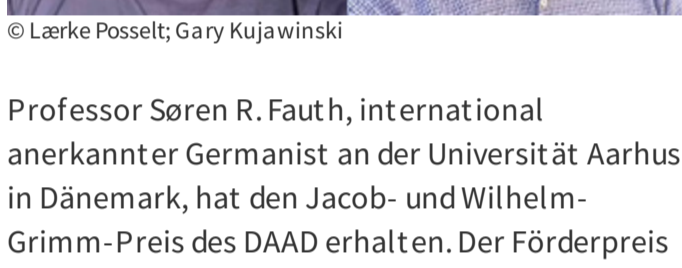 © Lærke Posselt; Gary Kujawinski
Professor Søren R. Fauth, international
anerkannter Germanist an der Universität Aarhus
in Dänemark, hat den Jacob- und Wilhelm-
Grimm-Preis des DAAD erhalten. Der Förderpreis